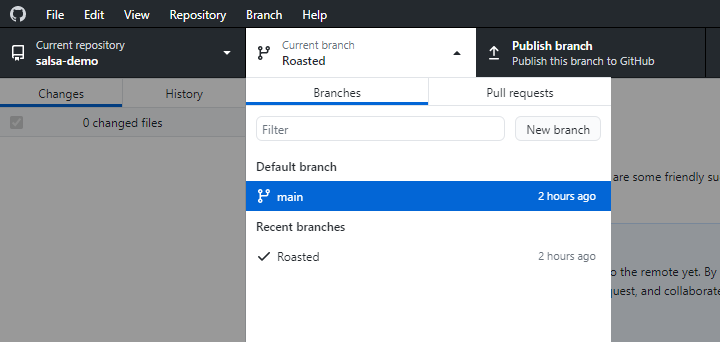 File Edit View Repository Branch Help
Current repository
salsa-demo
Current branch
Roasted
Publish branch
Publish this branch to GitHub
Changes History
0 changed files
Branches Pull requests
Filter
New branch
Default branch
main 2 hours ago
Recent branches
Roasted 2 hours ago
are some friendly su
o the remote yet. By
quest, and collaborate